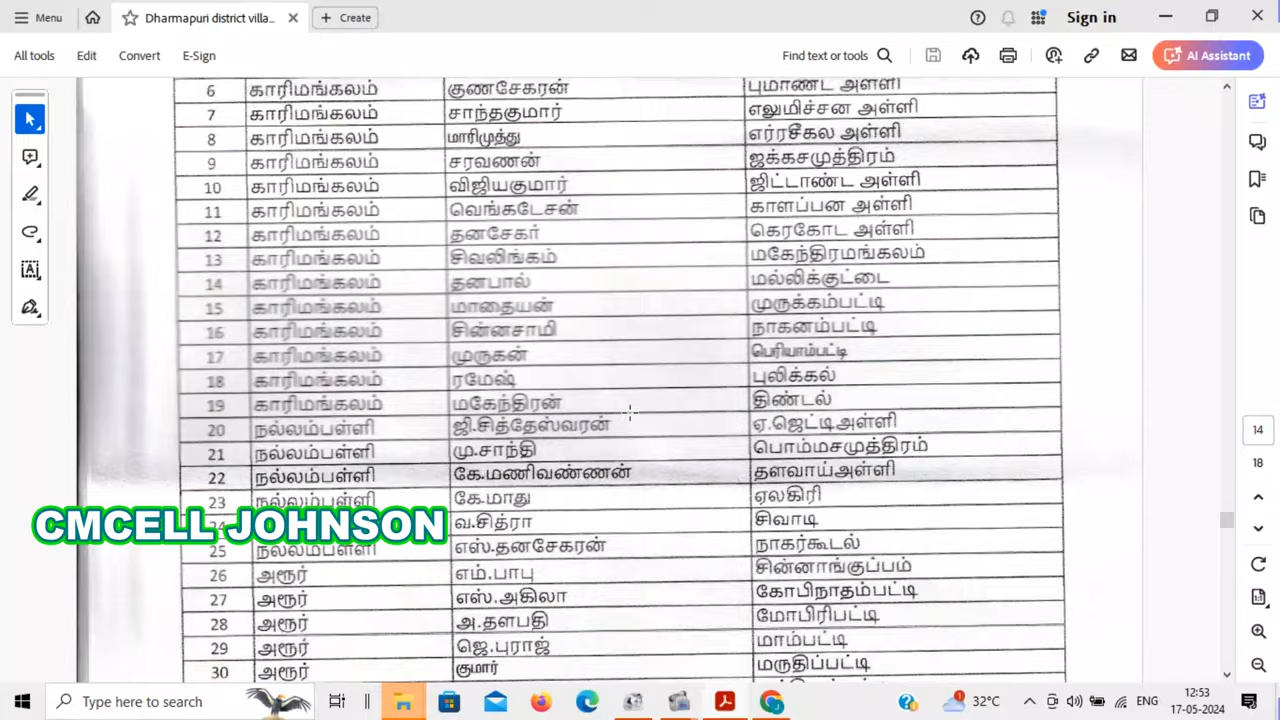 Menu Dharmapuri district villa... Create Sign in
All tools Edit Convert E-Sign Find text or tools AI Assistant
6 காரிமங்கலம் குணசேகரன் புமாண்ட அள்ளி
7 காரிமங்கலம் சாந்தகுமார் எலுமிச்சன அள்ளி
8 காரிமங்கலம் மாரிமுத்து எர்ரசீகல அள்ளி
9 காரிமங்கலம் சரவணன் ஜக்கசமுத்திரம்
10 காரிமங்கலம் விஜியகுமார் ஜிட்டாண்ட அள்ளி
11 காரிமங்கலம் வெங்கடேசன் காளப்பன அள்ளி
12 காரிமங்கலம் தனசேகர் கெரகோட அள்ளி
13 காரிமங்கலம் சிவலிங்கம் மகேந்திரமங்கலம்
14 காரிமங்கலம் தனபால் மல்லிக்குட்டை
15 காரிமங்கலம் மாதையன் முருக்கம்பட்டி
16 காரிமங்கலம் சின்னசாமி நாகனம்பட்டி
17 காரிமங்கலம் முருகன் பெரியாம்பட்டி
18 காரிமங்கலம் ரமேஷ் புலிக்கல்
19 காரிமங்கலம் மகேந்திரன் திண்டல்
20 நல்லம்பள்ளி ஜி.சித்தேஸ்வரன் ஏ.ஜெட்டிஅள்ளி
21 நல்லம்பள்ளி மு.சாந்தி பொம்மசமுத்திரம்
22 நல்லம்பள்ளி கே.மணிவண்ணன் தளவாய்அள்ளி
23 நல்லம்பள்ளி கே.மாது ஏலகிரி
வ.சித்ரா சிவாடி
CMCELL JOHNSON
25 நல்லம்பள்ளி எஸ்.தனசேகரன் நாகர்கூடல்
26 அரூர் எம்.பாபு சின்னாங்குப்பம்
27 அரூர் எஸ்.அகிலா கோபிநாதம்பட்டி
28 அரூர் அ.தளபதி மோபிரிபட்டி
29 அரூர் ஜெ.புராஜ் மாம்பட்டி
30 அரூர் குமார் மருதிப்பட்டி
14
18
Type here to search 32°C ENG 12:53
17-05-2024